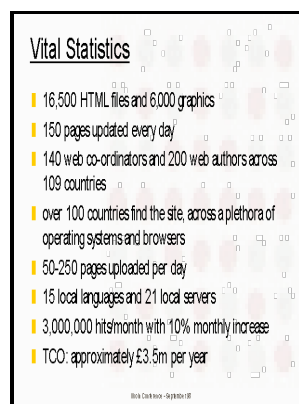 Vital Statistics
16,500 HTML files and 6,000 graphics
150 pages updated every day
140 web co-ordinators and 200 web authors across
109 countries
over 100 countries find the site, across a plethora of
operating systems and browsers
50-250 pages uploaded per day
15 local languages and 21 local servers
3,000,000 hits/month with 10% monthly increase
TCO: approximately £3.5m per year